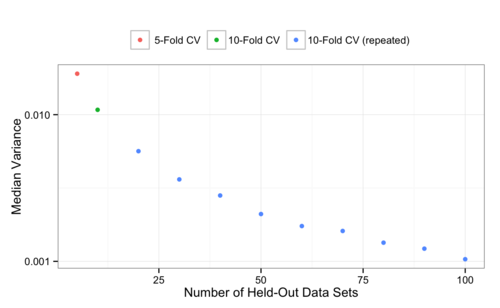 5-Fold CV 10-Fold CV 10-Fold CV (repeated)
0.010
Median Variance
0.001
25 50 75 100
Number of Held-Out Data Sets